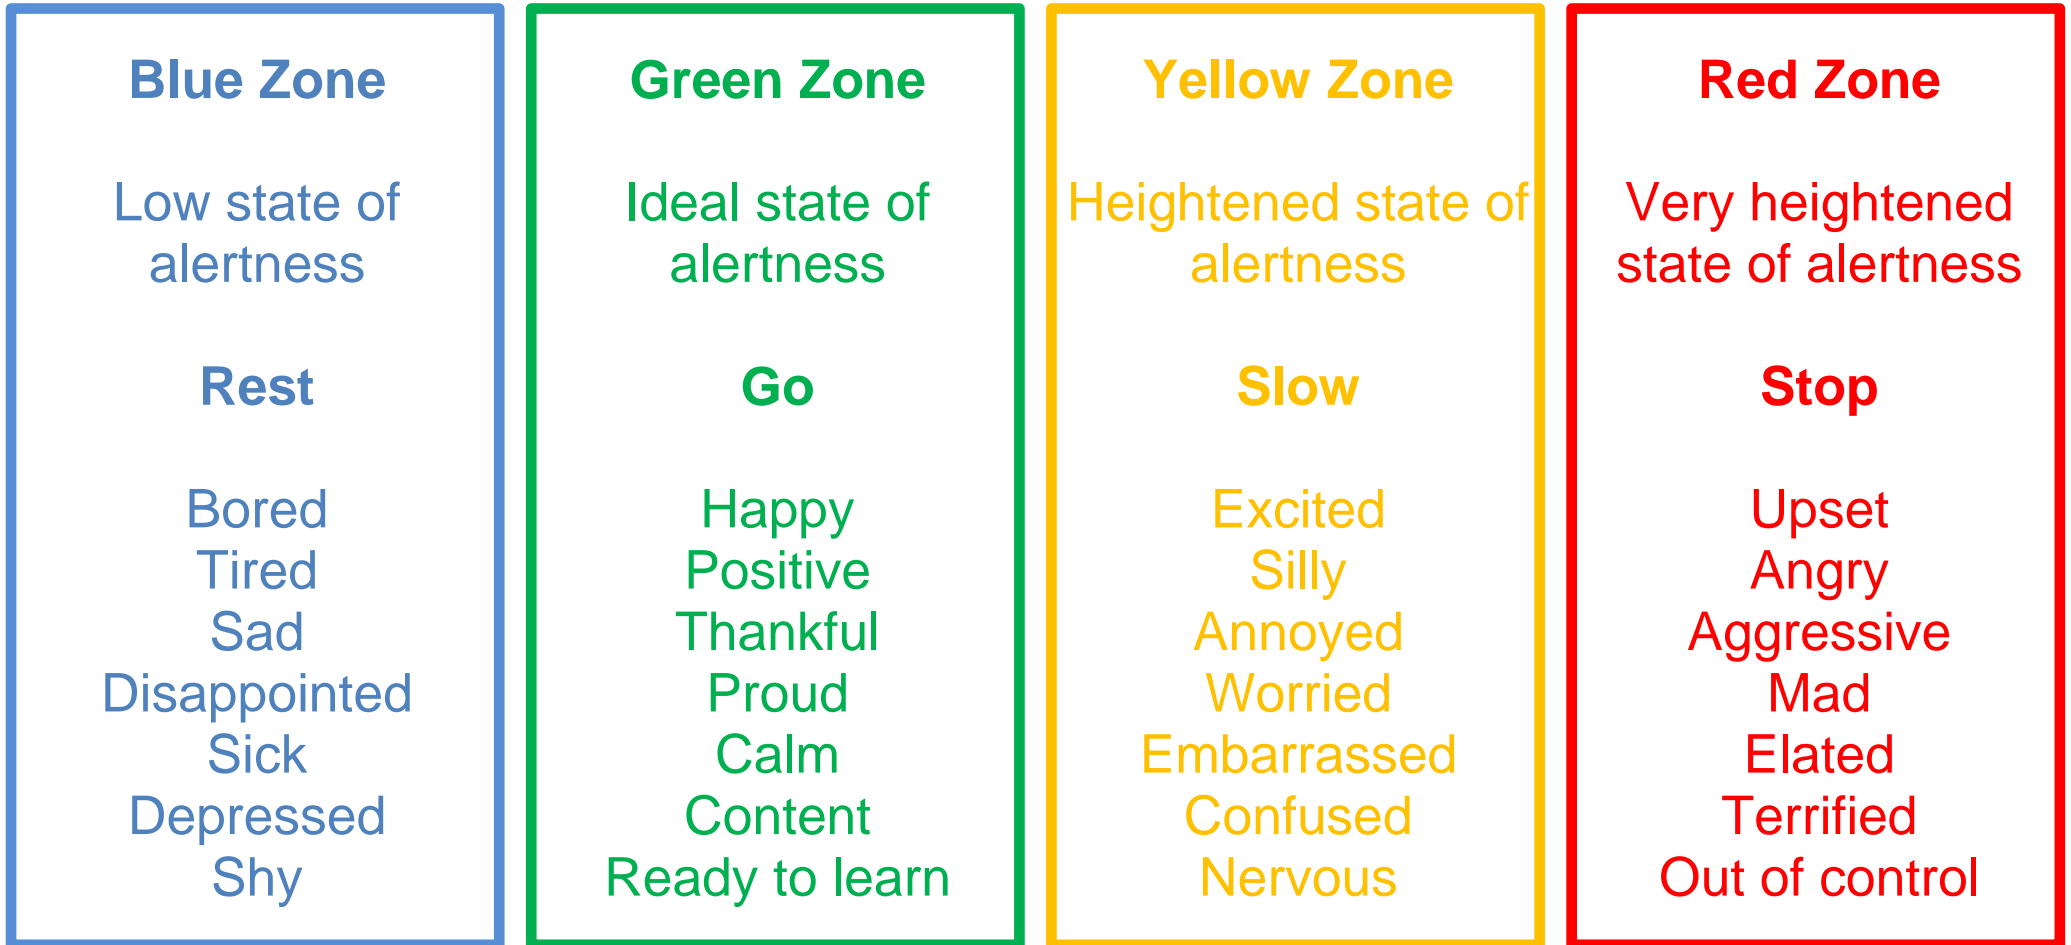 Blue Zone
Low state of
alertness
Rest
Bored
Tired
Sad
Disappointed
Sick
Depressed
Shy
Green Zone
Ideal state of
alertness
Go
Happy
Positive
Thankful
Proud
Calm
Content
Ready to learn
Yellow Zone
Heightened state of
alertness
Slow
Excited
Silly
Annoyed
Worried
Embarrassed
Confused
Nervous
Red Zone
Very heightened
state of alertness
Stop
Upset
Angry
Aggressive
Mad
Elated
Terrified
Out of control